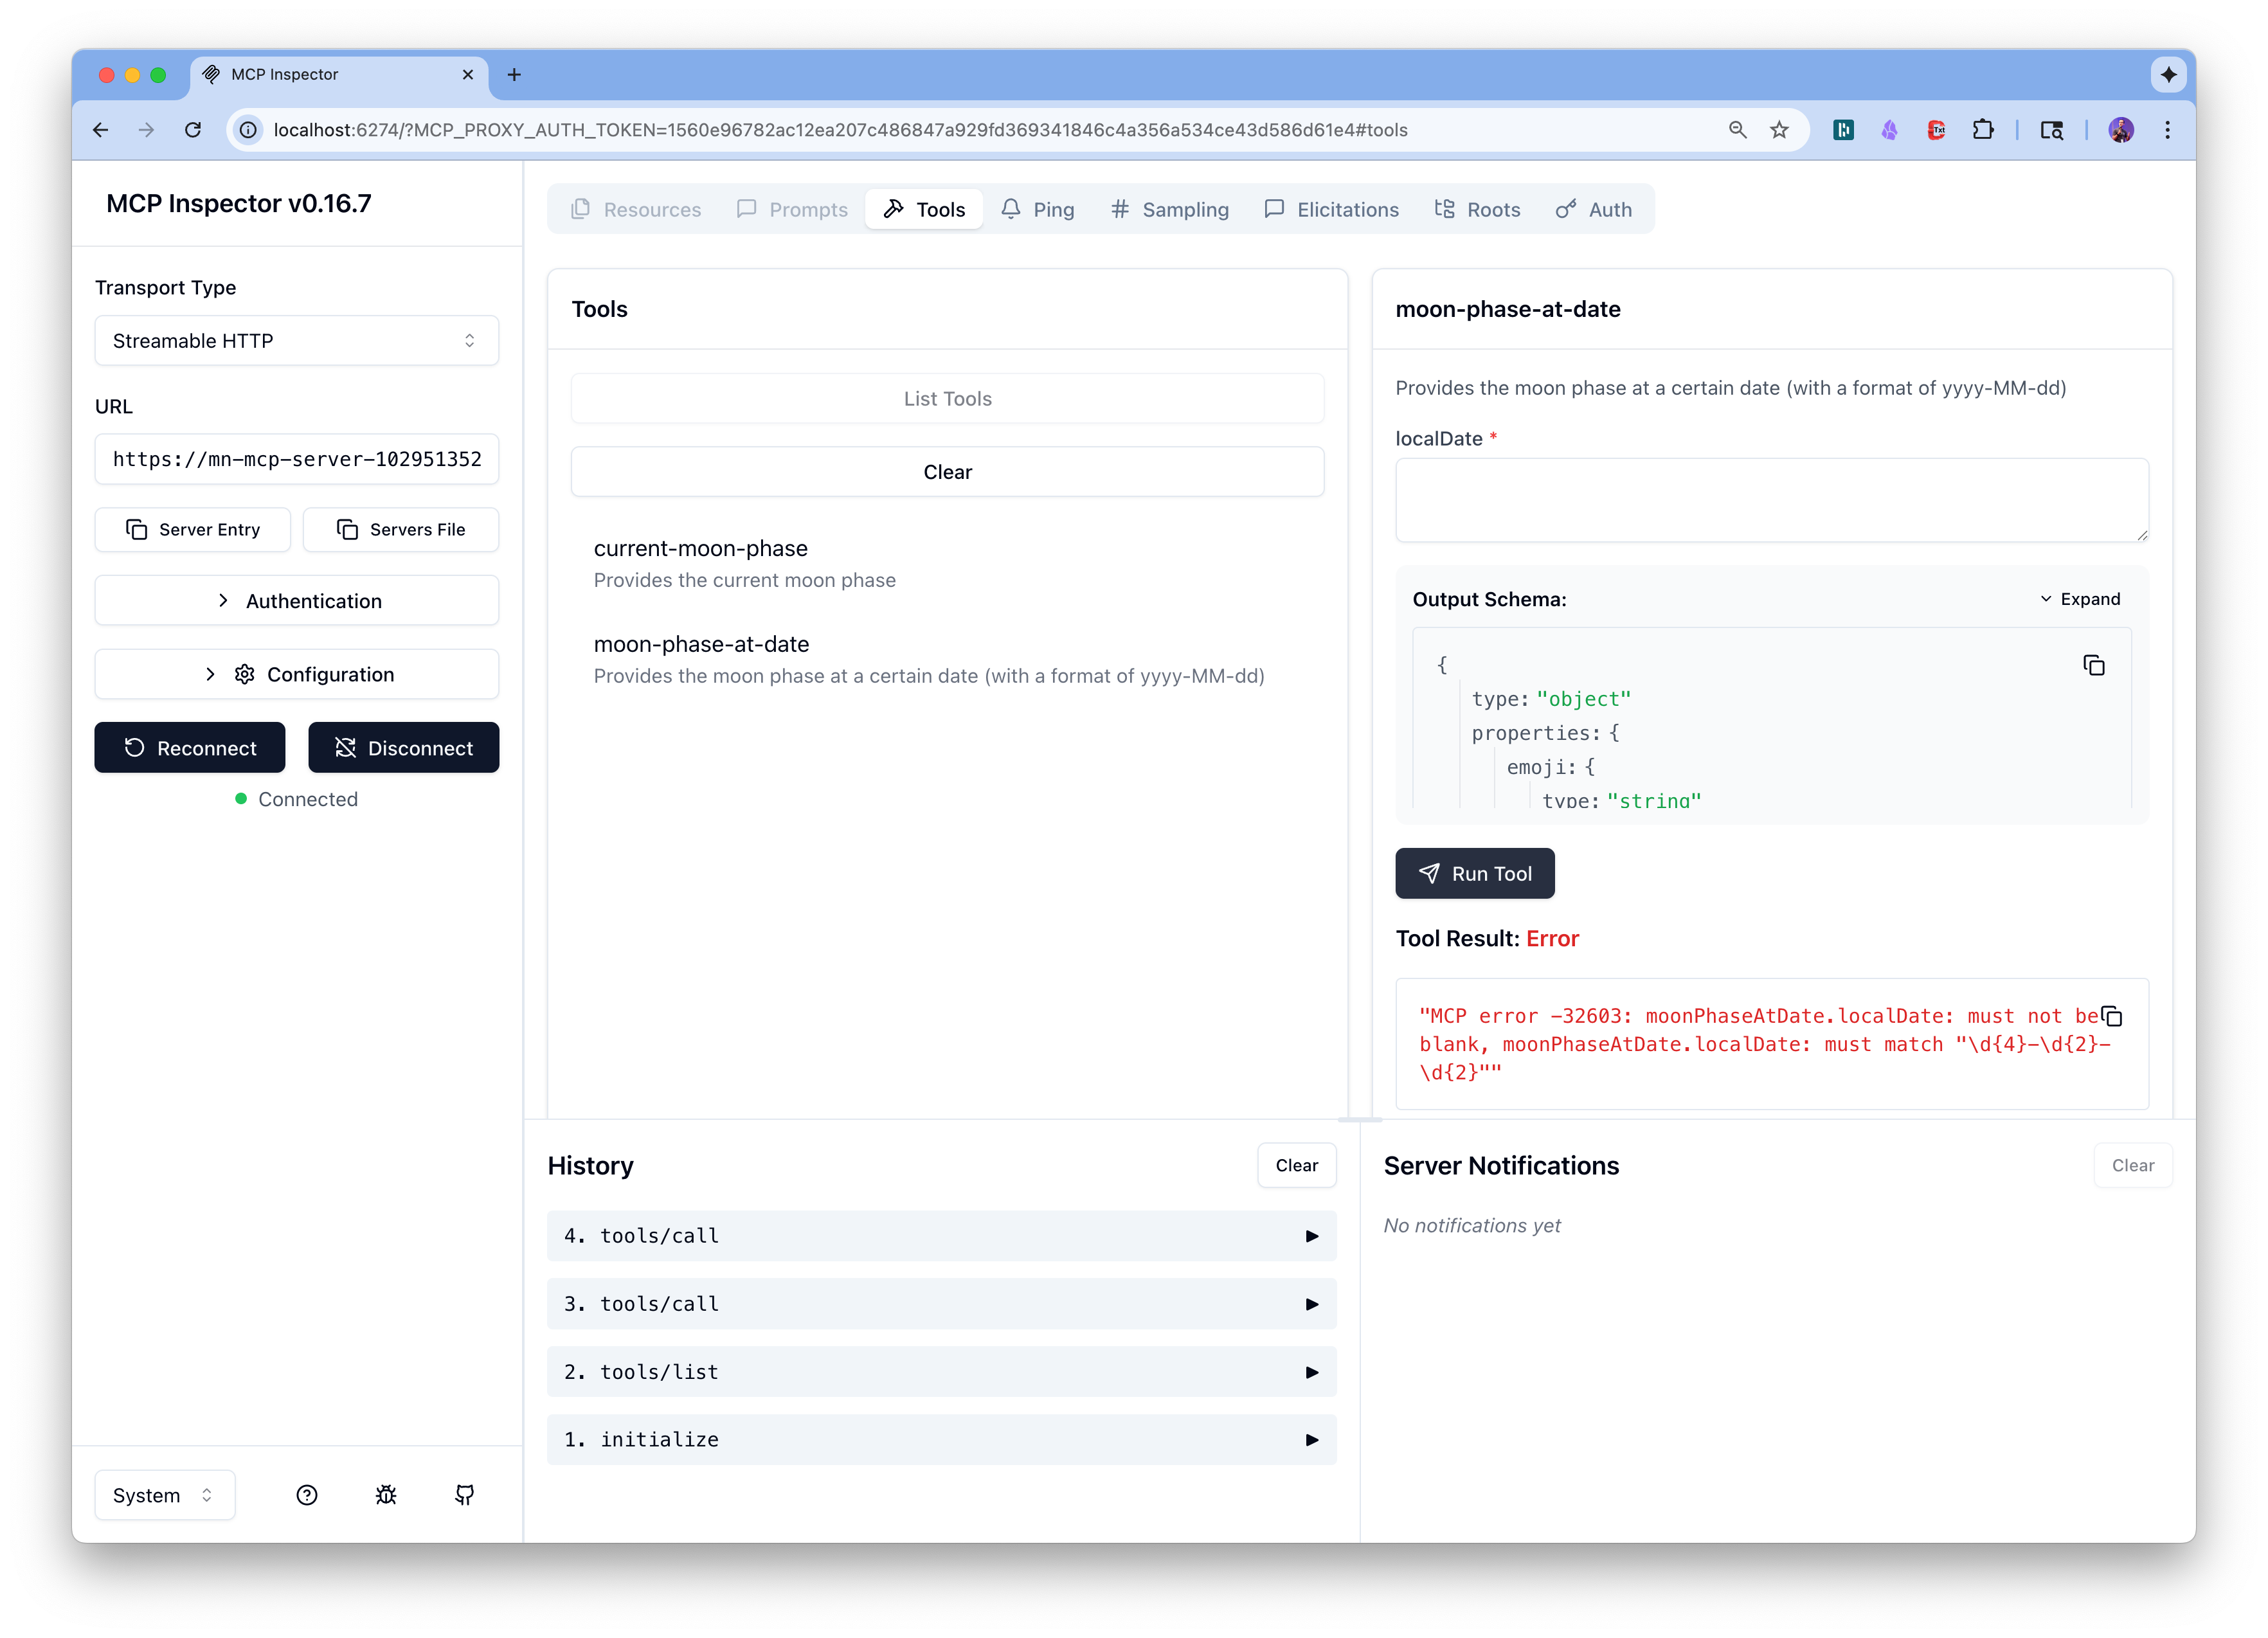 MCP Inspector
localhost:6274/?MCP_PROXY_AUTH_TOKEN=1560e96782ac12ea207c486847a929fd369341846c4a356a534ce43d586d61e4#tools
MCP Inspector v0.16.7
Transport Type
Streamable HTTP
URL
https://mn-mcp-server-102951352
Server Entry
Servers File
Authentication
Configuration
Reconnect
Disconnect
Connected
System
Resources
Prompts
Tools
Ping
Sampling
Elicitations
Roots
Auth
Tools
List Tools
Clear
current-moon-phase
Provides the current moon phase
moon-phase-at-date
Provides the moon phase at a certain date (with a format of yyyy-MM-dd)
moon-phase-at-date
Provides the moon phase at a certain date (with a format of yyyy-MM-dd)
localDate *
Output Schema:
Expand
{
type: "object"
properties: {
emoji: {
type: "string"
Run Tool
Tool Result: Error
"MCP error -32603: moonPhaseAtDate.localDate: must not be
blank, moonPhaseAtDate.localDate: must match "\d{4}-\d{2}-
\d{2}""
History
Clear
4. tools/call
3. tools/call
2. tools/list
1. initialize
Server Notifications
Clear
No notifications yet